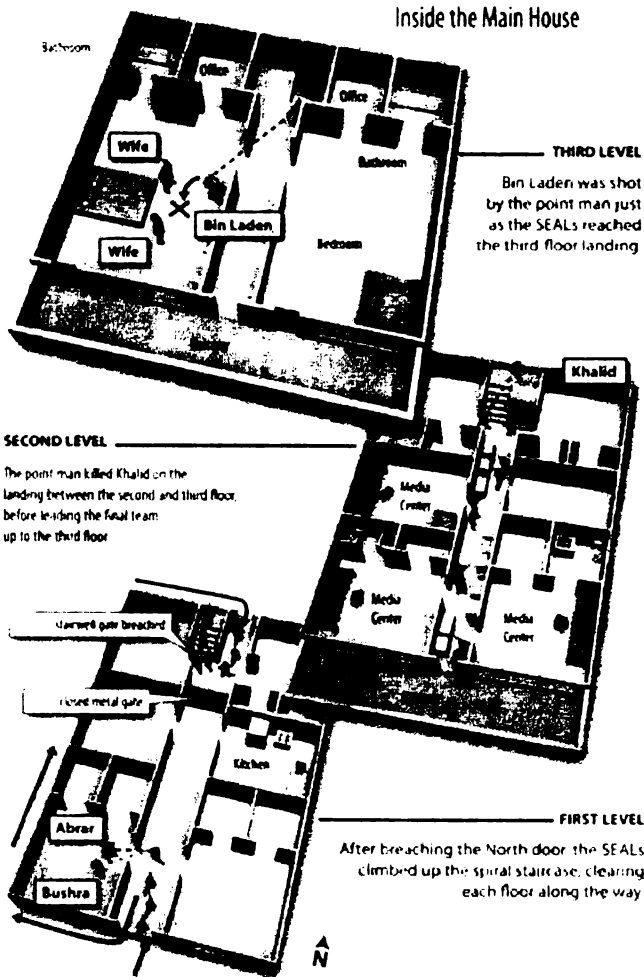 Inside the Main House
Bathroom
Office
Office
Wife
Bathroom
Bin Laden
Wife
Bedroom
THIRD LEVEL
Bin Laden was shot
by the point man just
as the SEALs reached
the third floor landing
Khalid
SECOND LEVEL
The point man killed Khalid on the
landing between the second and third floor,
before leading the final team
up to the third floor
Media
Center
Media
Center
Media
Center
stairwell gate breached
closed metal gate
Kitchen
Abrar
Bushra
FIRST LEVEL
After breaching the North door, the SEALs
climbed up the spiral staircase, clearing
each floor along the way
N